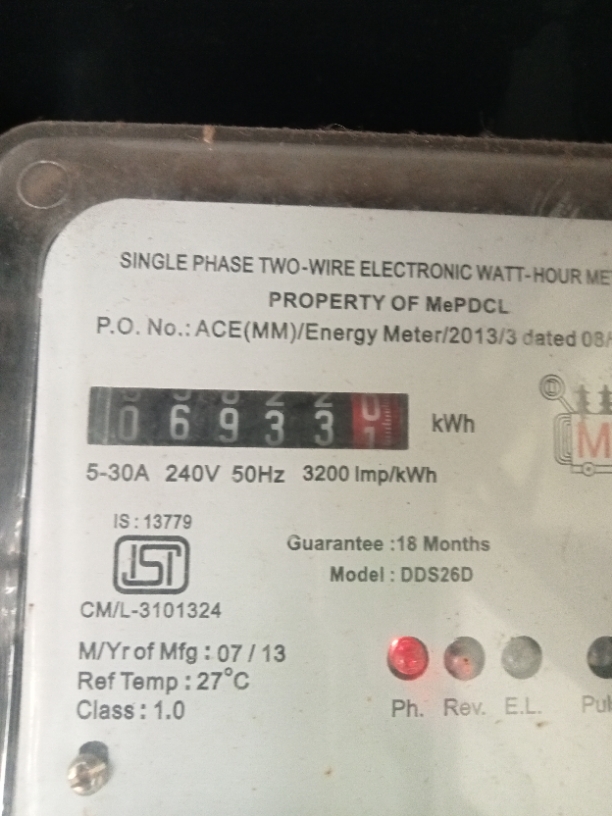 SINGLE PHASE TWO-WIRE ELECTRONIC WATT-HOUR
PROPERTY OF MePDCL
P.O. No.: ACE(MM)/Energy Meter/2013/3 dated 08/
06933 kWh
5-30A 240V 50Hz 3200 Imp/kWh
IS : 13779
ISI
CM/L-3101324
Guarantee :18 Months
Model : DDS26D
M/Yr of Mfg : 07 / 13
Ref Temp : 27°C
Class : 1.0
Ph. Rev. E.L.